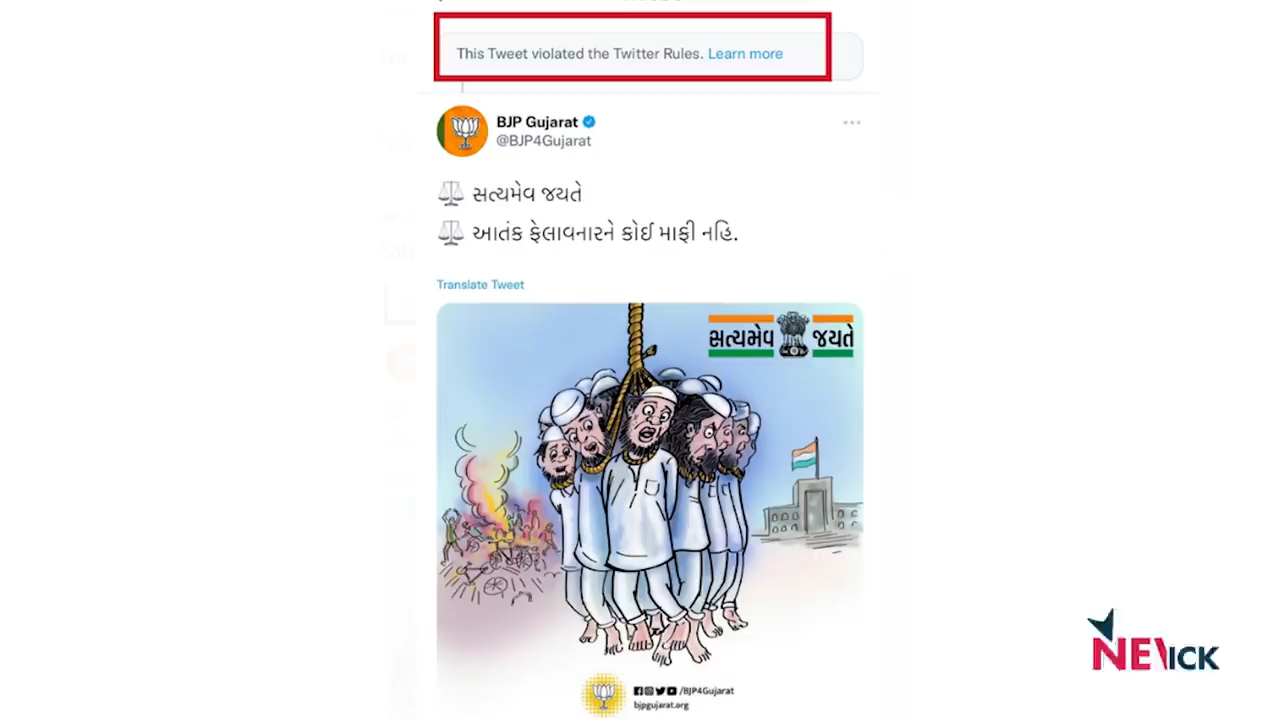 This Tweet violated the Twitter Rules. Learn more
BJP Gujarat
@BJP4Gujarat
સત્યમેવ જયતે
આતંક ફેલાવનારને કોઈ માફી નહિ.
Translate Tweet
સત્યમેવ જયતે
/BJP4Gujarat
bjpgujarat.org